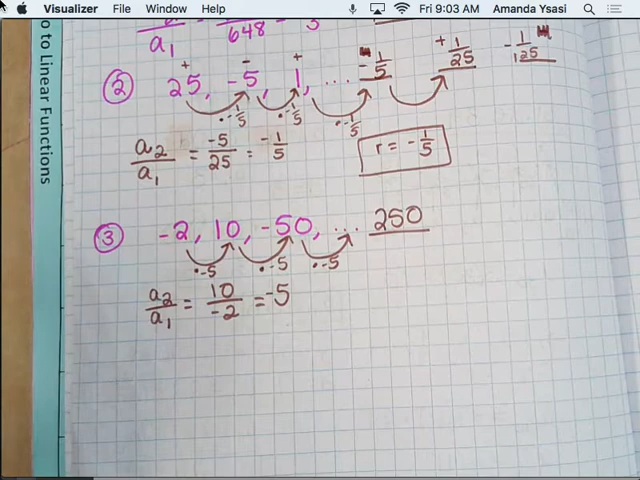 Visualizer File Window Help Fri 9:03 AM Amanda Ysasi
o to Linear Functions
a₁ 648 3
+ - +
② 25, -5, 1, ... -1/5 +1/25 -1/125
·-1/5 ·-1/5 ·-1/5
a₂/a₁ = -5/25 = -1/5 r = -1/5
③ -2, 10, -50, ... 250
·-5 ·-5 ·-5
a₂/a₁ = 10/-2 = -5